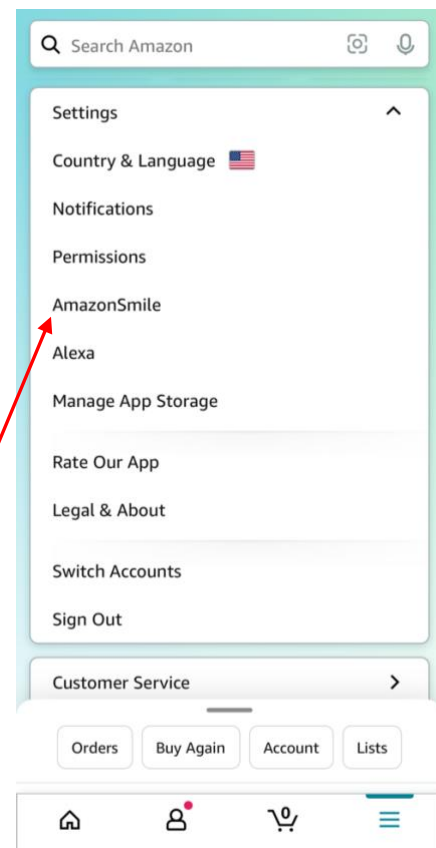 Search Amazon
Settings
Country & Language
Notifications
Permissions
AmazonSmile
Alexa
Manage App Storage
Rate Our App
Legal & About
Switch Accounts
Sign Out
Customer Service
Orders Buy Again Account Lists
0